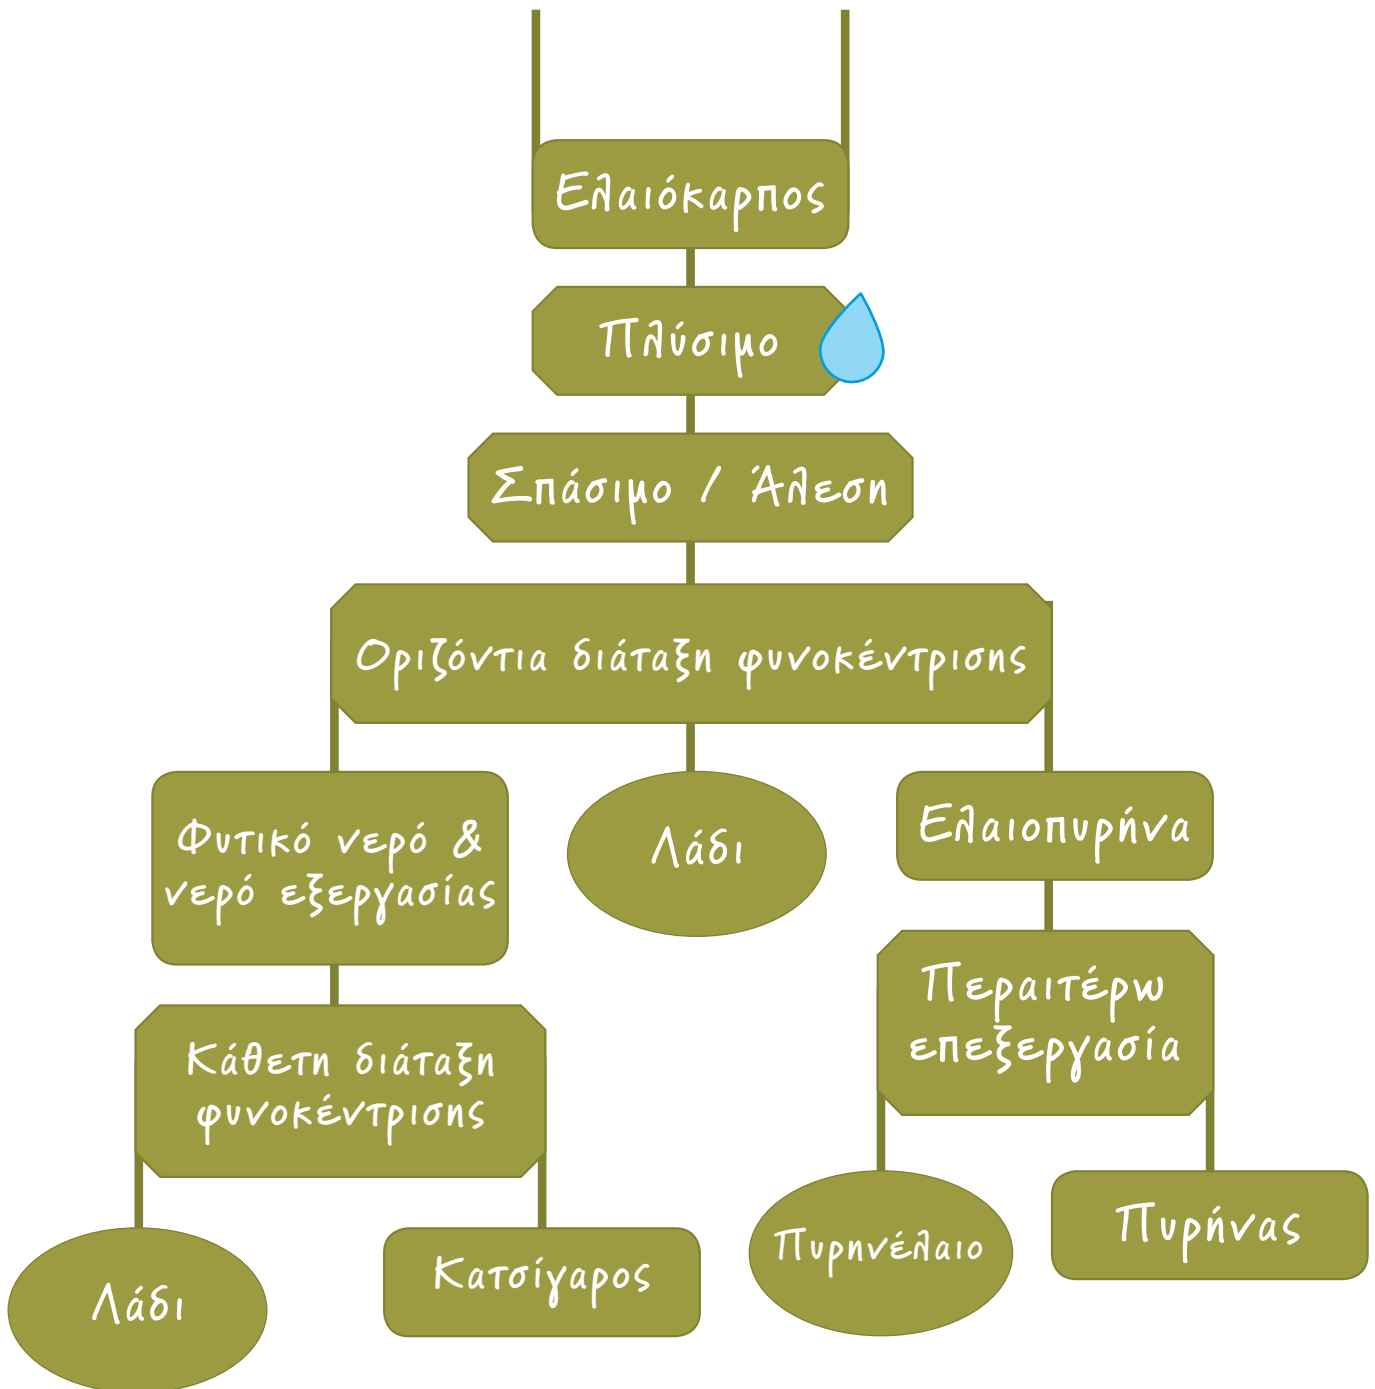 Ελαιόκαρπος
Πλύσιμο
Σπάσιμο / Άλεση
Οριζόντια διάταξη φυνοκέντρισης
Φυτικό νερό &
νερό εξεργασίας
Λάδι
Ελαιοπυρήνα
Κάθετη διάταξη
φυνοκέντρισης
Περαιτέρω
επεξεργασία
Λάδι
Κατσίγαρος
Πυρηνέλαιο
Πυρήνας